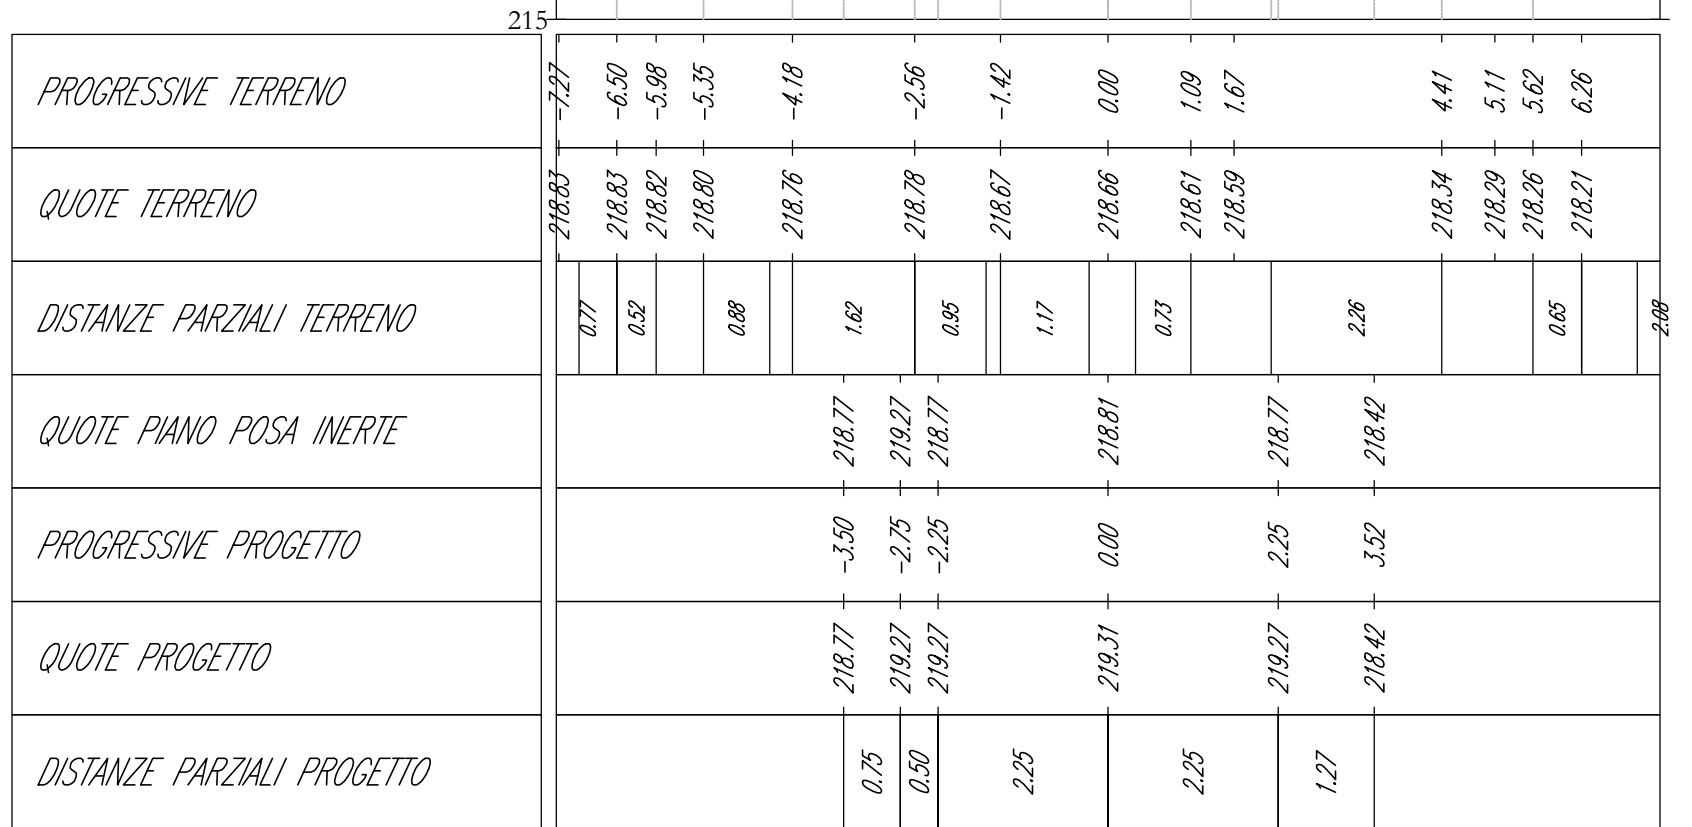 215
PROGRESSIVE TERRENO -7.27 -6.50 -5.98 -5.35 -4.18 -2.56 -1.42 0.00 1.09 1.67 4.41 5.11 5.62 6.26
QUOTE TERRENO 218.83 218.83 218.82 218.80 218.76 218.78 218.67 218.66 218.61 218.59 218.34 218.29 218.26 218.21
DISTANZE PARZIALI TERRENO 0.77 0.52 0.88 1.62 0.95 1.17 0.73 2.26 0.65 2.08
QUOTE PIANO POSA INERTE 218.77 219.27 218.77 218.81 218.77 218.42
PROGRESSIVE PROGETTO -3.50 -2.75 -2.25 0.00 2.25 3.52
QUOTE PROGETTO 218.77 219.27 219.27 219.31 219.27 218.42
DISTANZE PARZIALI PROGETTO 0.75 0.50 2.25 2.25 1.27